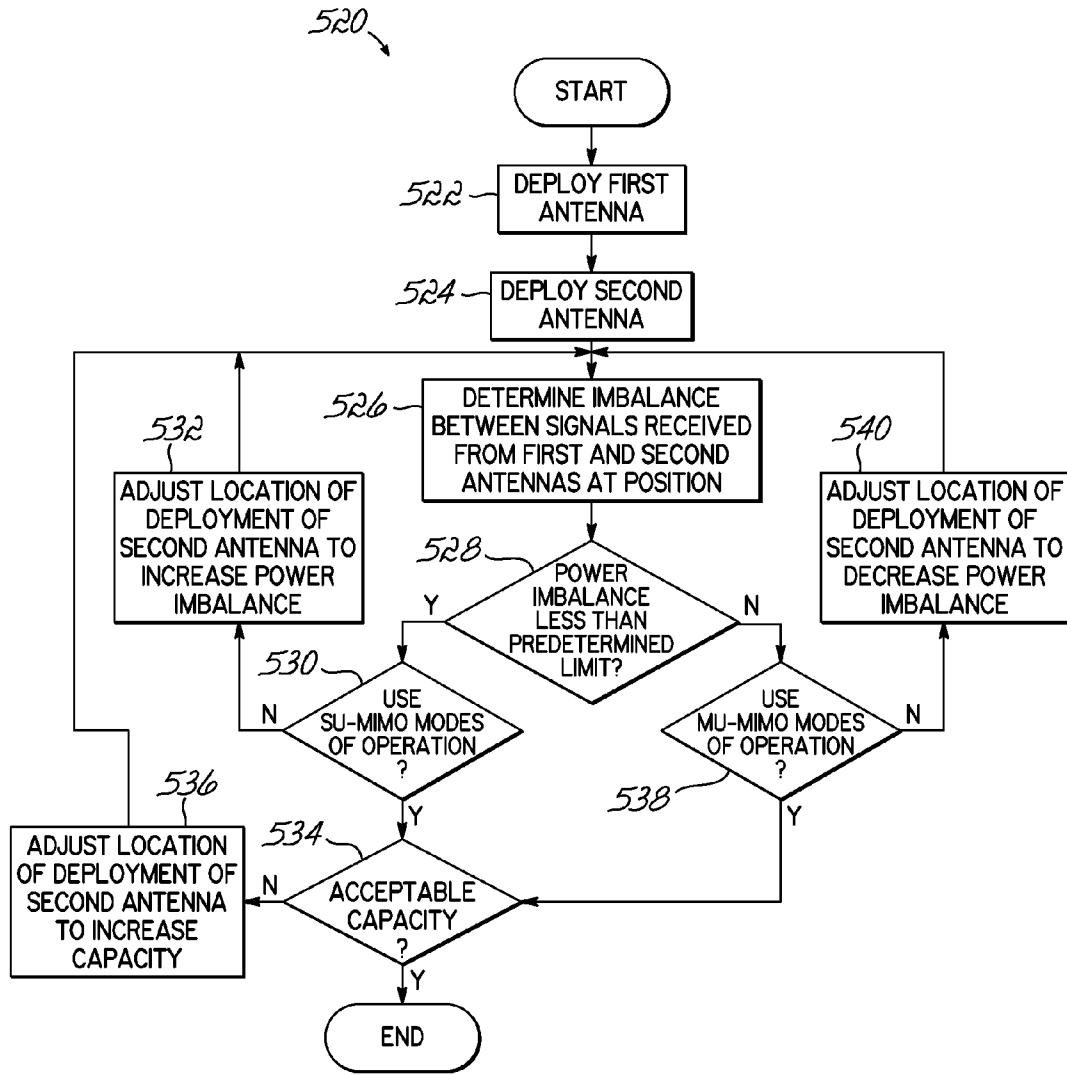 520
START
522
DEPLOY FIRST
ANTENNA
524
DEPLOY SECOND
ANTENNA
526
DETERMINE IMBALANCE
BETWEEN SIGNALS RECEIVED
FROM FIRST AND SECOND
ANTENNAS AT POSITION
532
ADJUST LOCATION OF
DEPLOYMENT OF
SECOND ANTENNA TO
INCREASE POWER
IMBALANCE
540
ADJUST LOCATION OF
DEPLOYMENT OF
SECOND ANTENNA TO
DECREASE POWER
IMBALANCE
528
POWER
IMBALANCE
LESS THAN
PREDETERMINED
LIMIT?
Y
N
530
USE
SU-MIMO MODES
OF OPERATION
?
N
Y
USE
MU-MIMO MODES
OF OPERATION
?
N
538
Y
536
ADJUST LOCATION
OF DEPLOYMENT OF
SECOND ANTENNA
TO INCREASE
CAPACITY
534
ACCEPTABLE
CAPACITY
?
N
Y
END